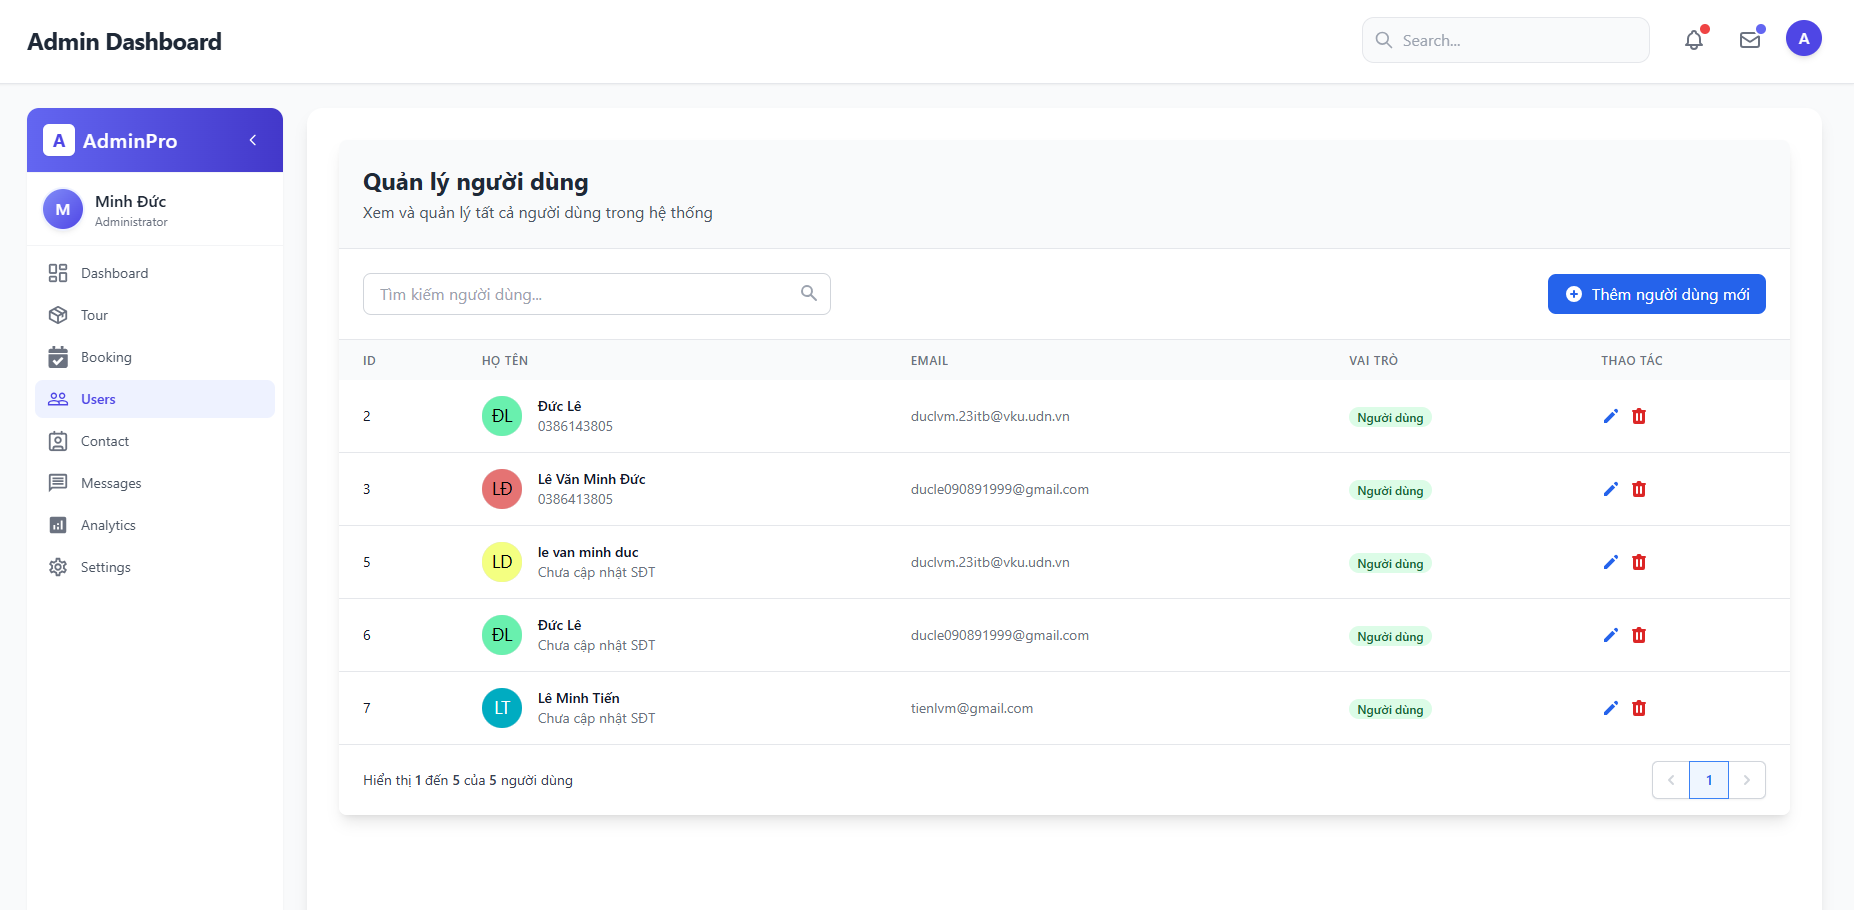 Admin Dashboard
Search...
A
A AdminPro
M
Minh Đức
Administrator
Dashboard
Tour
Booking
Users
Contact
Messages
Analytics
Settings
Quản lý người dùng
Xem và quản lý tất cả người dùng trong hệ thống
Tìm kiếm người dùng...
Thêm người dùng mới
ID HỌ TÊN EMAIL VAI TRÒ THAO TÁC
2 ĐL Đức Lê duclvm.23itb@vku.udn.vn Người dùng
0386143805
3 LĐ Lê Văn Minh Đức ducle090891999@gmail.com Người dùng
0386413805
5 LD le van minh duc duclvm.23itb@vku.udn.vn Người dùng
Chưa cập nhật SĐT
6 ĐL Đức Lê ducle090891999@gmail.com Người dùng
Chưa cập nhật SĐT
7 LT Lê Minh Tiến tienlvm@gmail.com Người dùng
Chưa cập nhật SĐT
Hiển thị 1 đến 5 của 5 người dùng
1